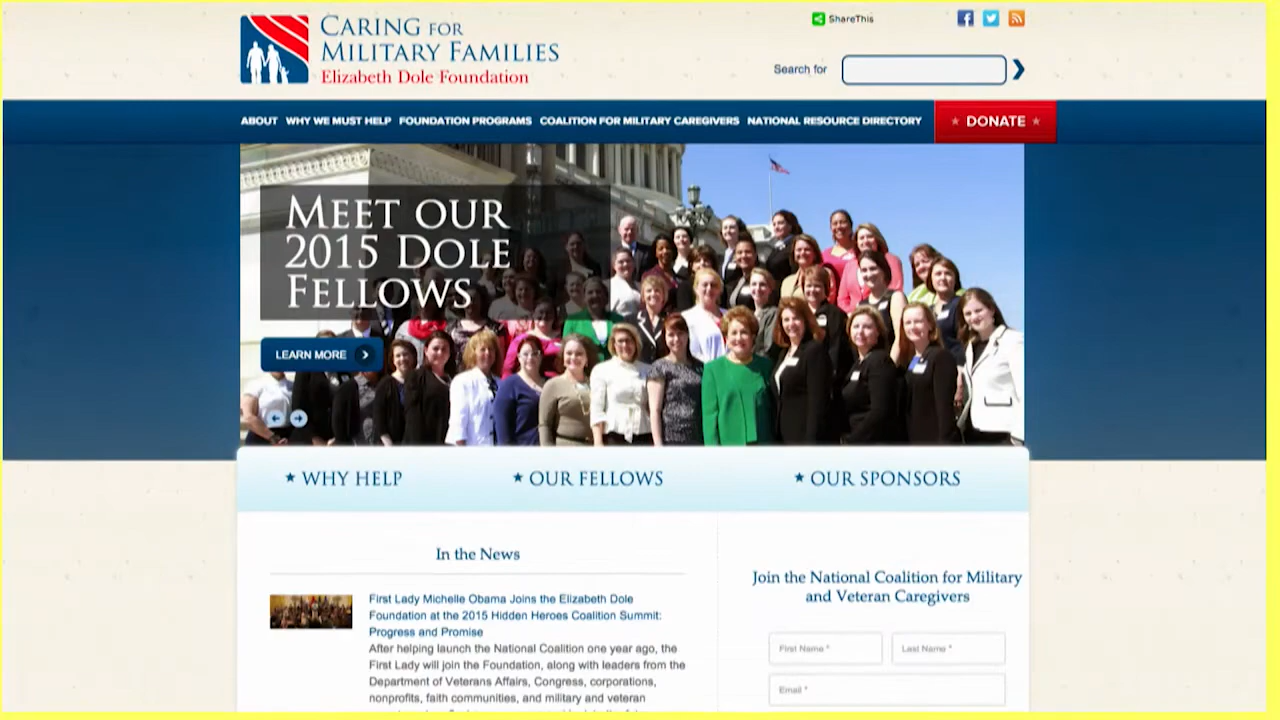 CARING FOR
MILITARY FAMILIES
Elizabeth Dole Foundation
ShareThis
Search for
ABOUT WHY WE MUST HELP FOUNDATION PROGRAMS COALITION FOR MILITARY CAREGIVERS NATIONAL RESOURCE DIRECTORY
DONATE
MEET OUR
2015 DOLE
FELLOWS
LEARN MORE
WHY HELP
OUR FELLOWS
OUR SPONSORS
In the News
First Lady Michelle Obama Joins the Elizabeth Dole
Foundation at the 2015 Hidden Heroes Coalition Summit:
Progress and Promise
After helping launch the National Coalition one year ago, the
First Lady will join the Foundation, along with leaders from the
Department of Veterans Affairs, Congress, corporations,
nonprofits, faith communities, and military and veteran
Join the National Coalition for Military
and Veteran Caregivers
First Name *
Last Name *
Email *